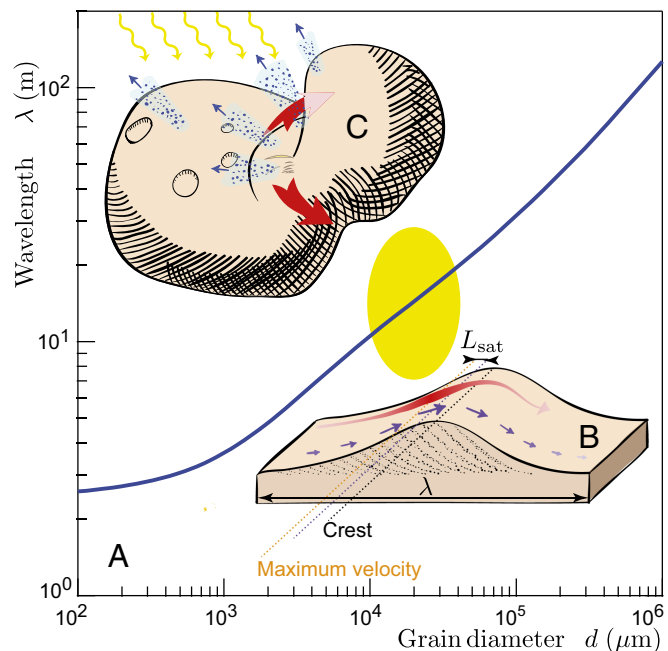 10²
Wavelength λ (m)
C
10¹
L_sat
B
λ
Crest
A
Maximum velocity
10⁰
10² 10³ 10⁴ 10⁵ 10⁶
Grain diameter d (μm)